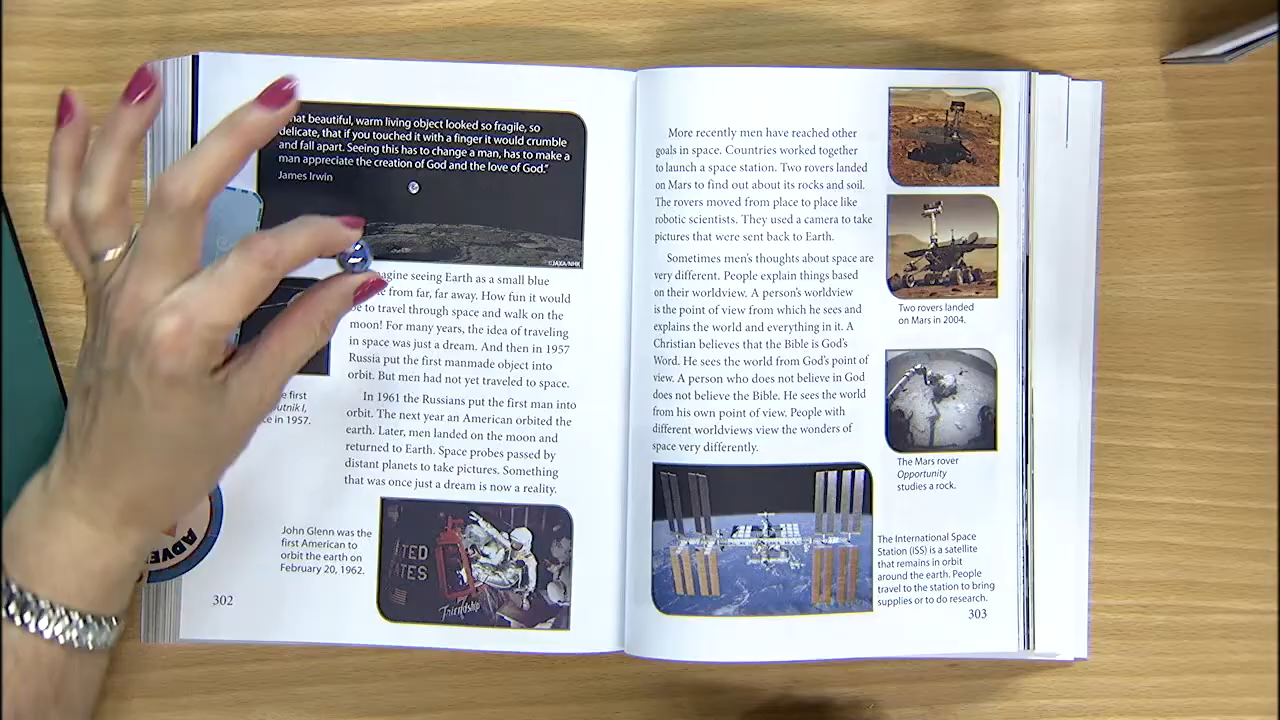 hat beautiful, warm living object looked so fragile, so
delicate, that if you touched it with a finger it would crumble
and fall apart. Seeing this has to change a man, has to make a
man appreciate the creation of God and the love of God."
James Irwin
©JAXA/NHK
agine seeing Earth as a small blue
e from far, far away. How fun it would
be to travel through space and walk on the
moon! For many years, the idea of traveling
in space was just a dream. And then in 1957
Russia put the first manmade object into
orbit. But men had not yet traveled to space.
e first
utnik I,
ce in 1957.
In 1961 the Russians put the first man into
orbit. The next year an American orbited the
earth. Later, men landed on the moon and
returned to Earth. Space probes passed by
distant planets to take pictures. Something
that was once just a dream is now a reality.
John Glenn was the
first American to
orbit the earth on
February 20, 1962.
TED
ATES
Friendship
ADVE
302
More recently men have reached other
goals in space. Countries worked together
to launch a space station. Two rovers landed
on Mars to find out about its rocks and soil.
The rovers moved from place to place like
robotic scientists. They used a camera to take
pictures that were sent back to Earth.
Sometimes men's thoughts about space are
very different. People explain things based
on their worldview. A person's worldview
is the point of view from which he sees and
explains the world and everything in it. A
Christian believes that the Bible is God's
Word. He sees the world from God's point of
view. A person who does not believe in God
does not believe the Bible. He sees the world
from his own point of view. People with
different worldviews view the wonders of
space very differently.
Two rovers landed
on Mars in 2004.
The Mars rover
Opportunity
studies a rock.
The International Space
Station (ISS) is a satellite
that remains in orbit
around the earth. People
travel to the station to bring
supplies or to do research.
303